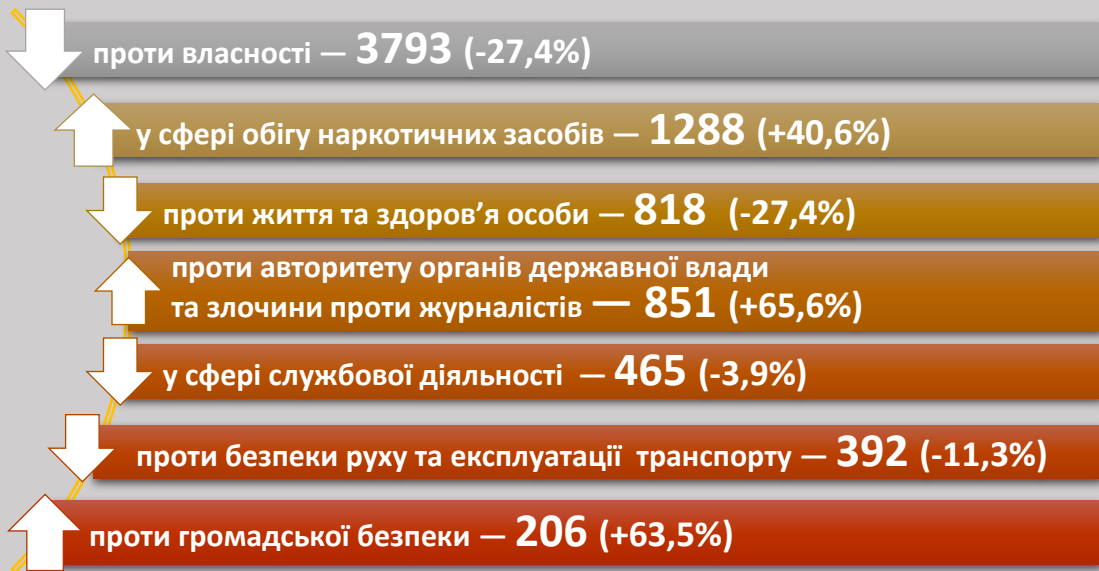 проти власності — 3793 (-27,4%)
у сфері обігу наркотичних засобів — 1288 (+40,6%)
проти життя та здоров’я особи — 818 (-27,4%)
проти авторитету органів державної влади
та злочини проти журналістів — 851 (+65,6%)
у сфері службової діяльності — 465 (-3,9%)
проти безпеки руху та експлуатації транспорту — 392 (-11,3%)
проти громадської безпеки — 206 (+63,5%)